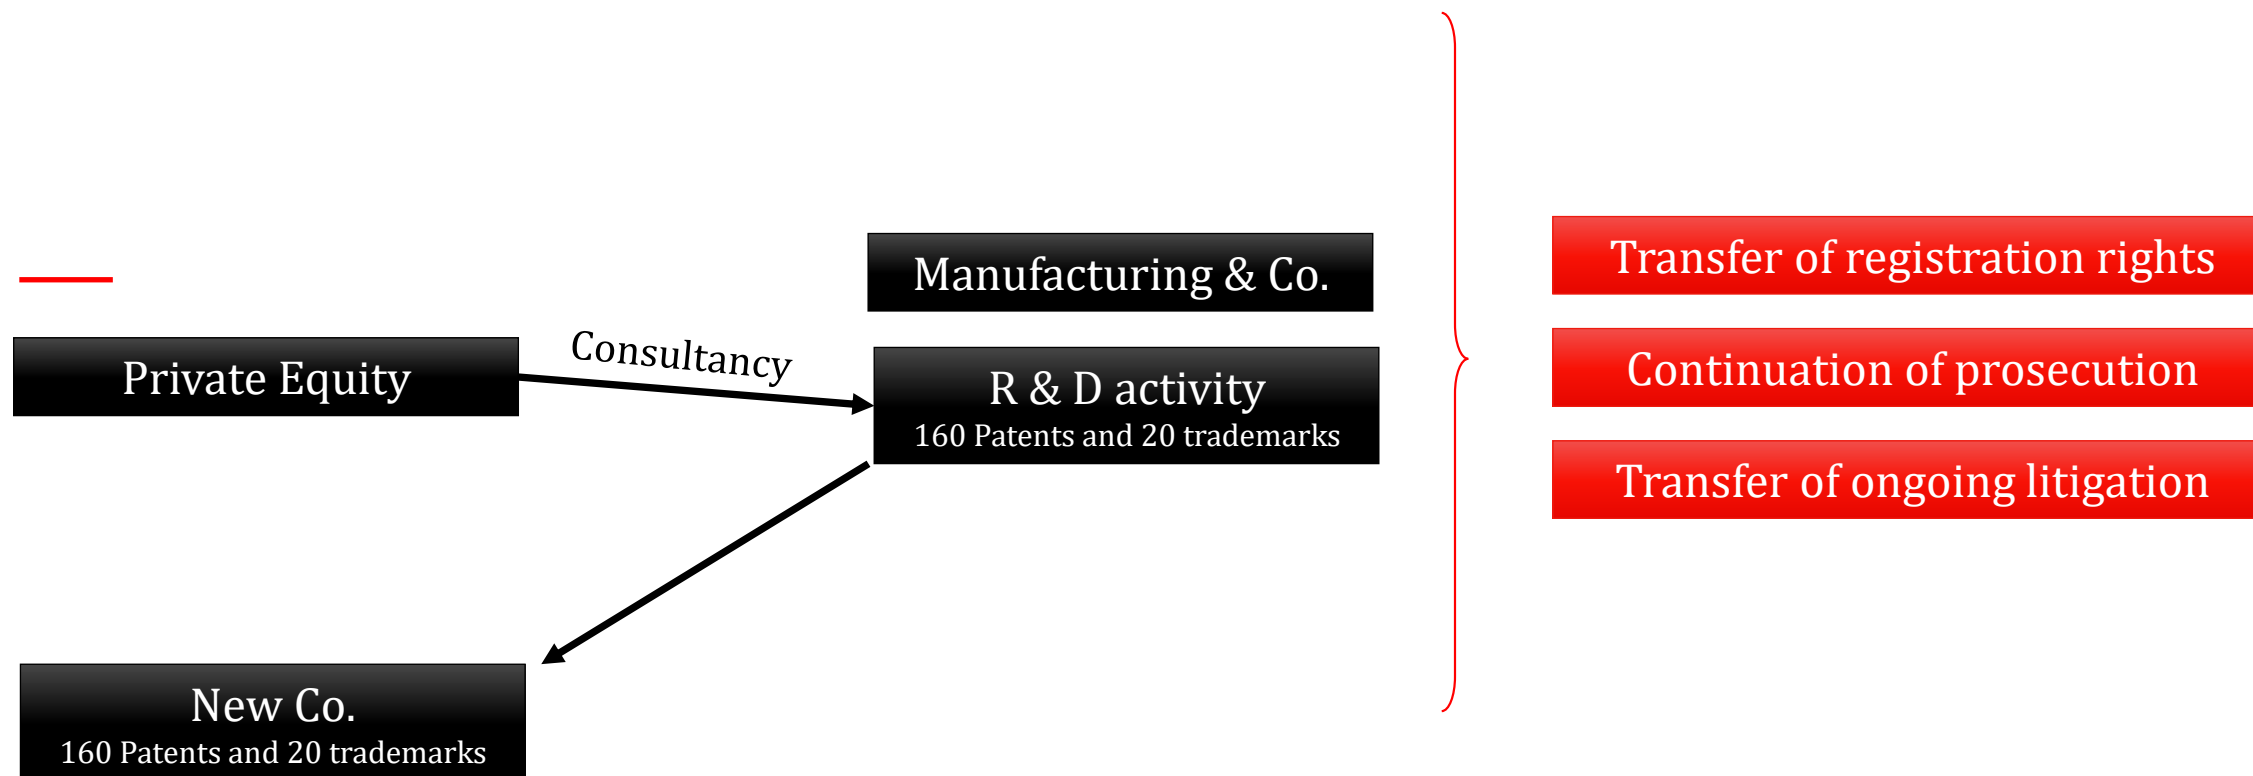 Manufacturing & Co.
Private Equity
Consultancy
R & D activity
160 Patents and 20 trademarks
New Co.
160 Patents and 20 trademarks
Transfer of registration rights
Continuation of prosecution
Transfer of ongoing litigation